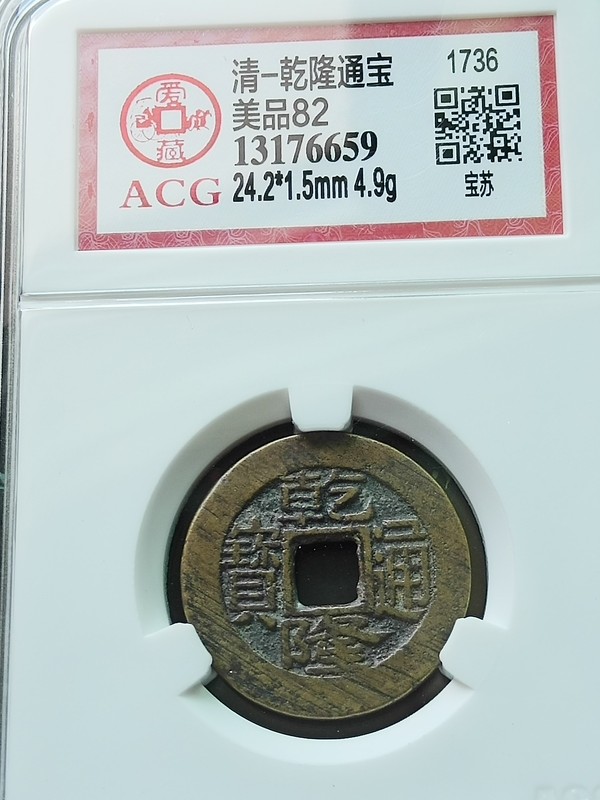 清-乾隆通宝
1736
美品82
13176659
24.2*1.5mm 4.9g
宝苏
爱藏
ACG
乾隆通寶